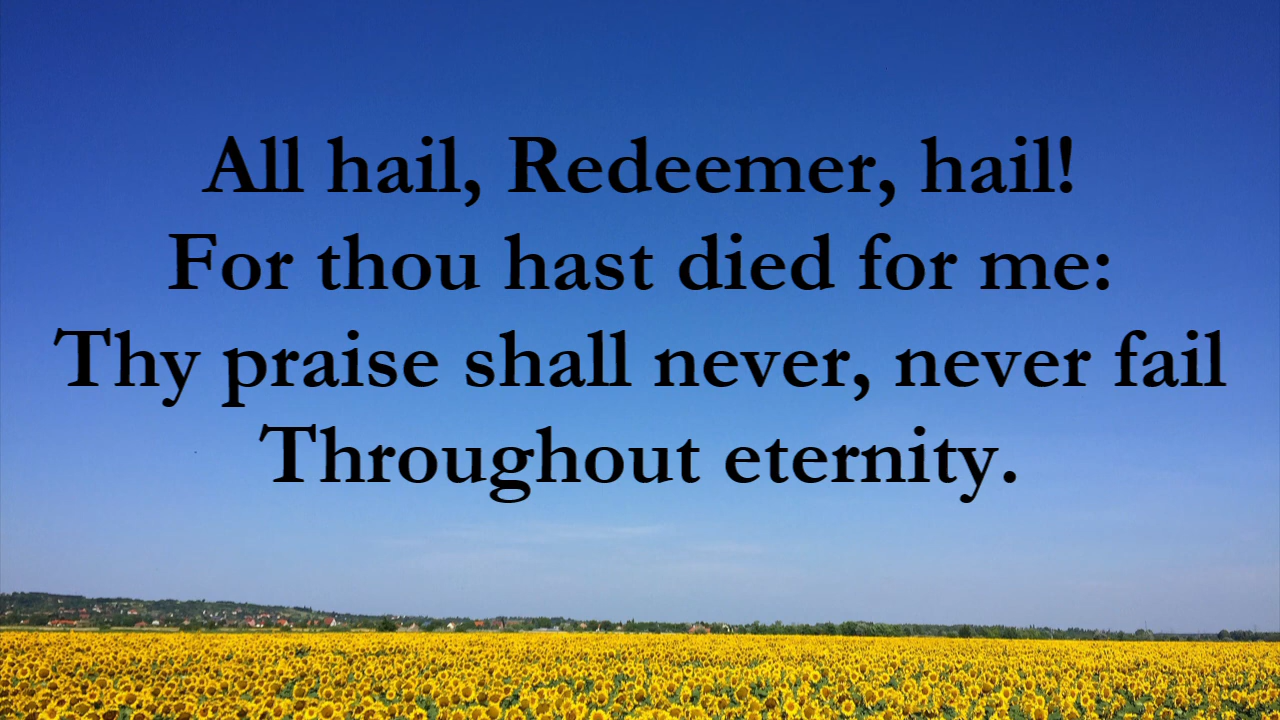 All hail, Redeemer, hail!
For thou hast died for me:
Thy praise shall never, never fail
Throughout eternity.